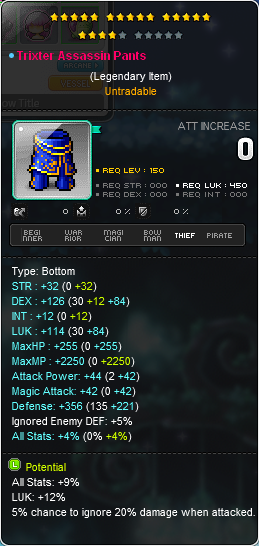 ow Title
Trixter Assassin Pants
(Legendary Item)
Untradable
ATT INCREASE
0
REQ LEV : 150
REQ STR : 000 REQ LUK : 450
REQ DEX : 000 REQ INT : 000
0 0 % 0 %
BEGINNER WARRIOR MAGICIAN BOWMAN THIEF PIRATE
Type: Bottom
STR : +32 (0 +32)
DEX : +126 (30 +12 +84)
INT : +12 (0 +12)
LUK : +114 (30 +84)
MaxHP : +255 (0 +255)
MaxMP : +2250 (0 +2250)
Attack Power: +44 (2 +42)
Magic Attack: +42 (0 +42)
Defense: +356 (135 +221)
Ignored Enemy DEF: +5%
All Stats: +4% (0% +4%)
L Potential
All Stats: +9%
LUK: +12%
5% chance to ignore 20% damage when attacked.